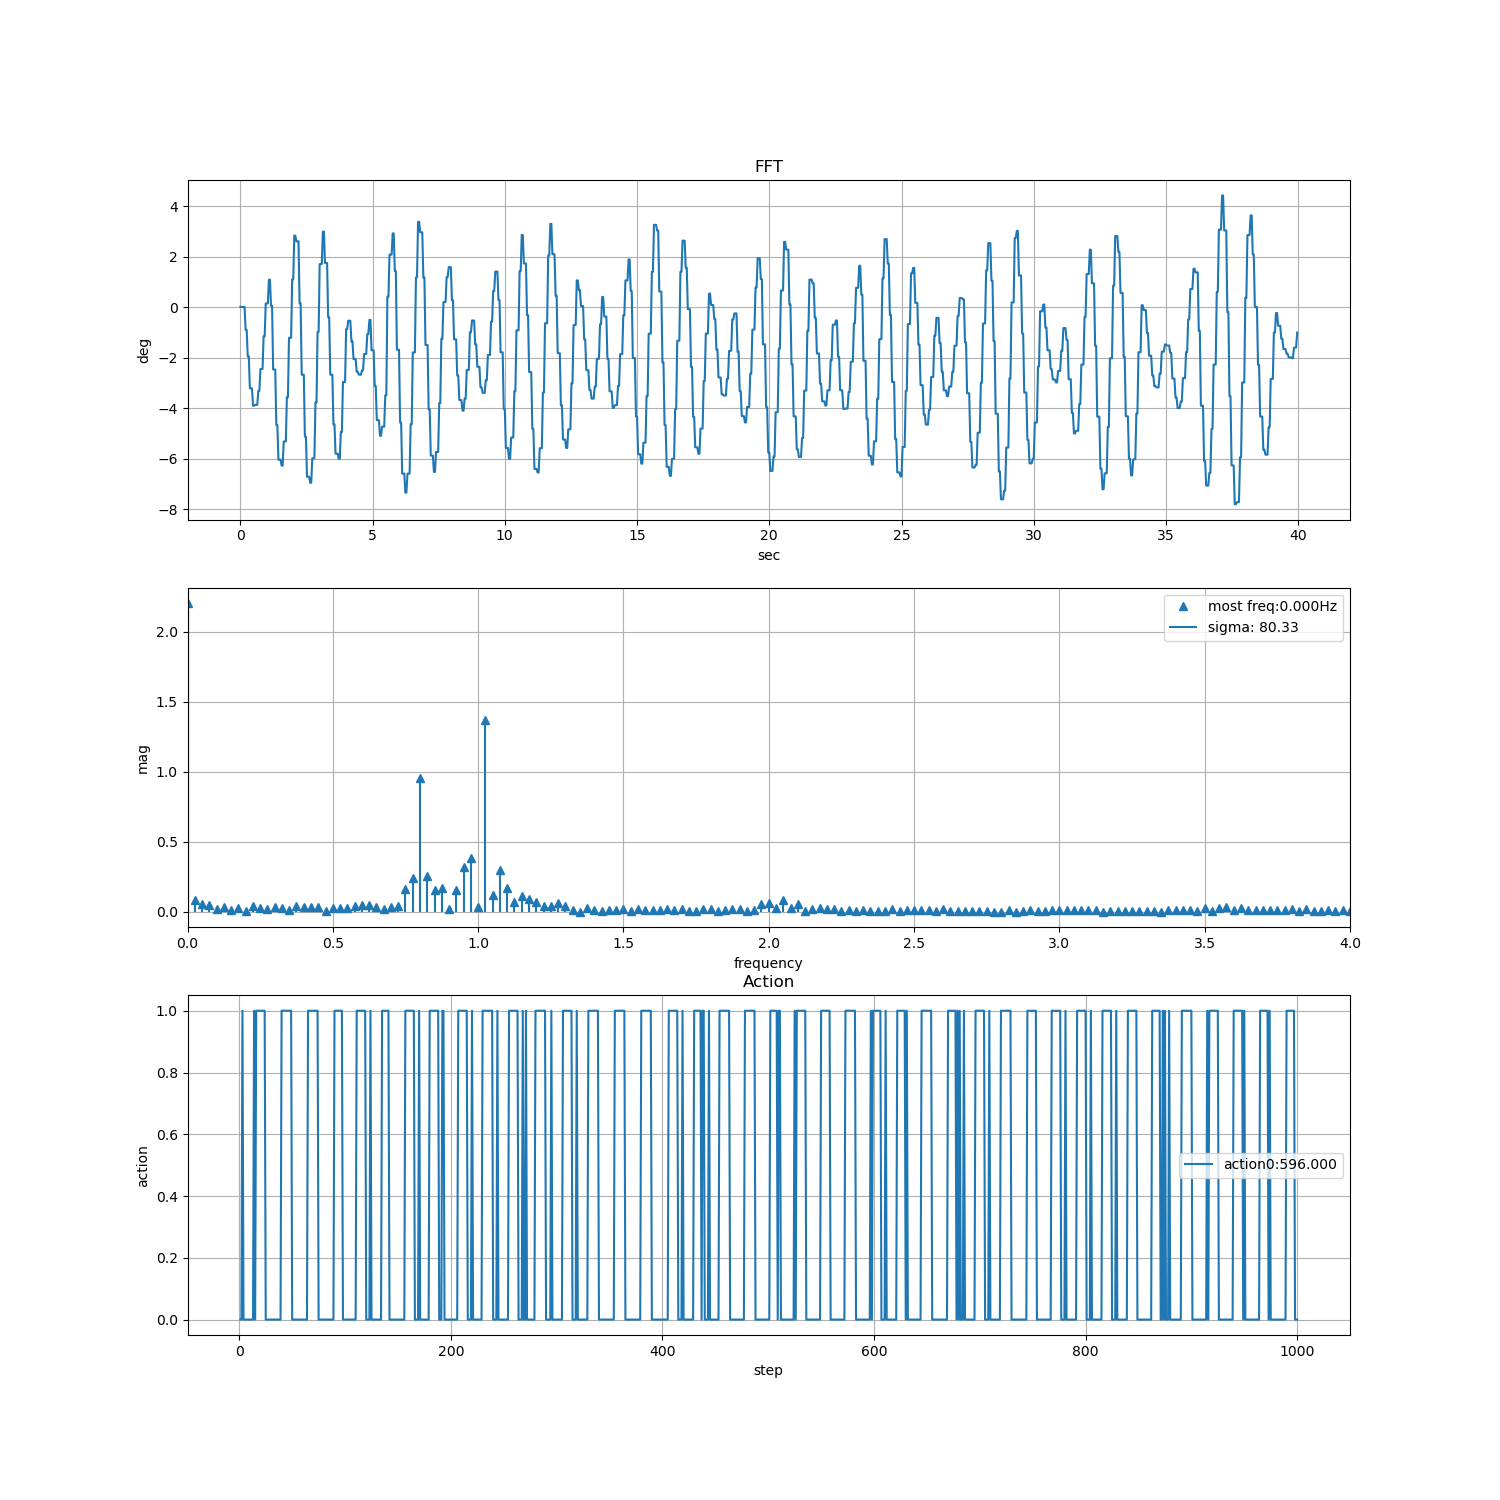 FFT
4
2
0
−2
−4
−6
−8
deg
0 5 10 15 20 25 30 35 40
sec
most freq:0.000Hz
sigma: 80.33
2.0
1.5
1.0
0.5
0.0
mag
0.0 0.5 1.0 1.5 2.0 2.5 3.0 3.5 4.0
frequency
Action
1.0
0.8
0.6
0.4
0.2
0.0
action
action0:596.000
0 200 400 600 800 1000
step